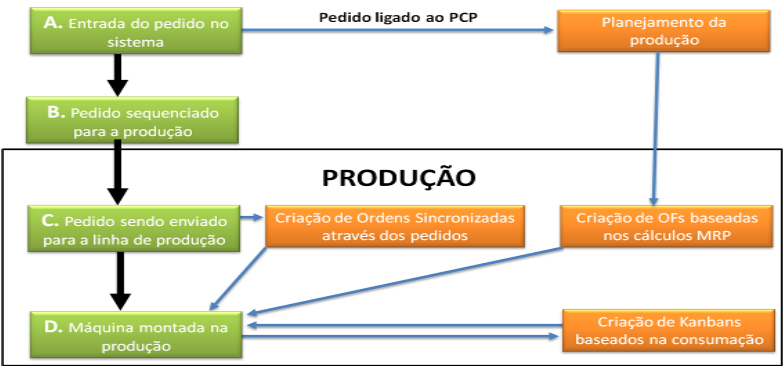 A. Entrada do pedido no
sistema
Pedido ligado ao PCP
Planejamento da
produção
B. Pedido sequenciado
para a produção
PRODUÇÃO
C. Pedido sendo enviado
para a linha de produção
Criação de Ordens Sincronizadas
através dos pedidos
Criação de OFs baseadas
nos cálculos MRP
D. Máquina montada na
produção
Criação de Kanbans
baseados na consumação